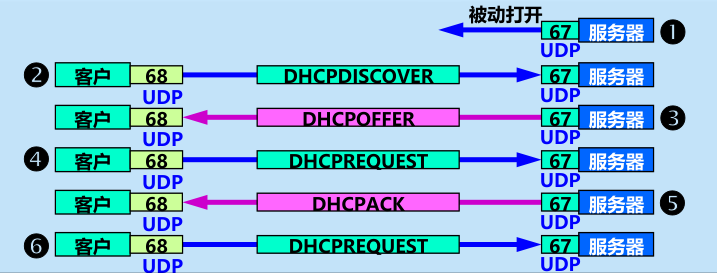 被动打开
67 服务器 ❶
UDP
❷ 客户 68 DHCPDISCOVER 67 服务器
UDP UDP
客户 68 DHCPOFFER 67 服务器 ❸
UDP UDP
❹ 客户 68 DHCPREQUEST 67 服务器
UDP UDP
客户 68 DHCPACK 67 服务器 ❺
UDP UDP
❻ 客户 68 DHCPREQUEST 67 服务器
UDP UDP